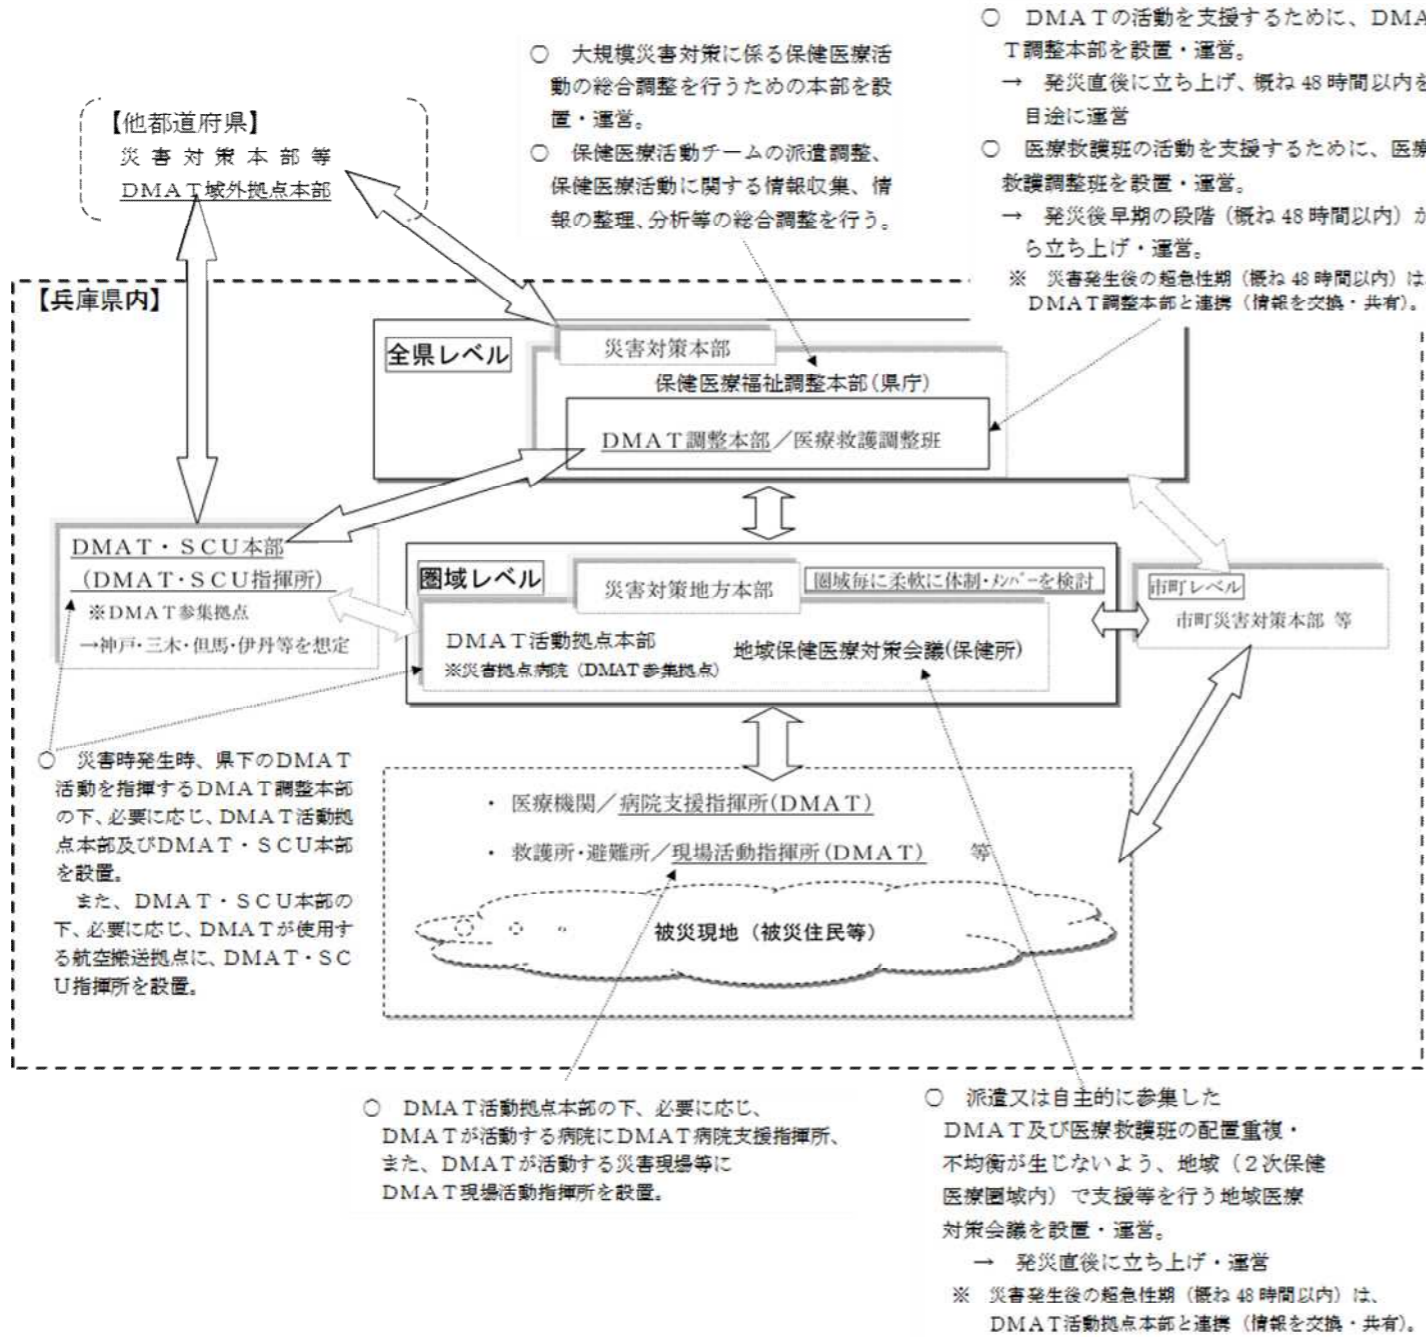 ○　DMATの活動を支援するために、DMA
T調整本部を設置・運営。
→　発災直後に立ち上げ、概ね 48 時間以内を
目途に運営
○　医療救護班の活動を支援するために、医療
救護調整班を設置・運営。
→　発災後早期の段階（概ね 48 時間以内）か
ら立ち上げ・運営。
※　災害発生後の超急性期（概ね 48 時間以内）は、
DMAT調整本部と連携（情報を交換・共有）。
○　大規模災害対策に係る保健医療活
動の総合調整を行うための本部を設
置・運営。
○　保健医療活動チームの派遣調整、
保健医療活動に関する情報収集、情
報の整理、分析等の総合調整を行う。
【他都道府県】
災害対策本部等
DMAT域外拠点本部
【兵庫県内】
全県レベル
災害対策本部
保健医療福祉調整本部(県庁)
DMAT調整本部／医療救護調整班
DMAT・SCU本部
(DMAT･SCU指揮所)
※DMAT参集拠点
→神戸･三木･但馬･伊丹等を想定
圏域レベル
災害対策地方本部
圏域毎に柔軟に体制･ﾒﾝﾊﾞｰを検討
DMAT活動拠点本部
※災害拠点病院（DMAT 参集拠点）
地域保健医療対策会議(保健所)
市町レベル
市町災害対策本部 等
○　災害時発生時、県下のDMAT
活動を指揮するDMAT調整本部
の下、必要に応じ、DMAT活動拠
点本部及びDMAT・SCU本部
を設置。
また、DMAT・SCU本部の
下、必要に応じ、DMATが使用す
る航空搬送拠点に、DMAT・SC
U指揮所を設置。
・ 医療機関／病院支援指揮所(DMAT)
・ 救護所･避難所／現場活動指揮所(DMAT)　等
被災現地（被災住民等）
○　DMAT活動拠点本部の下、必要に応じ、
DMATが活動する病院にDMAT病院支援指揮所、
また、DMATが活動する災害現場等に
DMAT現場活動指揮所を設置。
○　派遣又は自主的に参集した
DMAT及び医療救護班の配置重複・
不均衡が生じないよう、地域（２次保健
医療圏域内）で支援等を行う地域医療
対策会議を設置・運営。
→　発災直後に立ち上げ・運営
※　災害発生後の超急性期（概ね 48 時間以内）は、
DMAT活動拠点本部と連携（情報を交換・共有）。